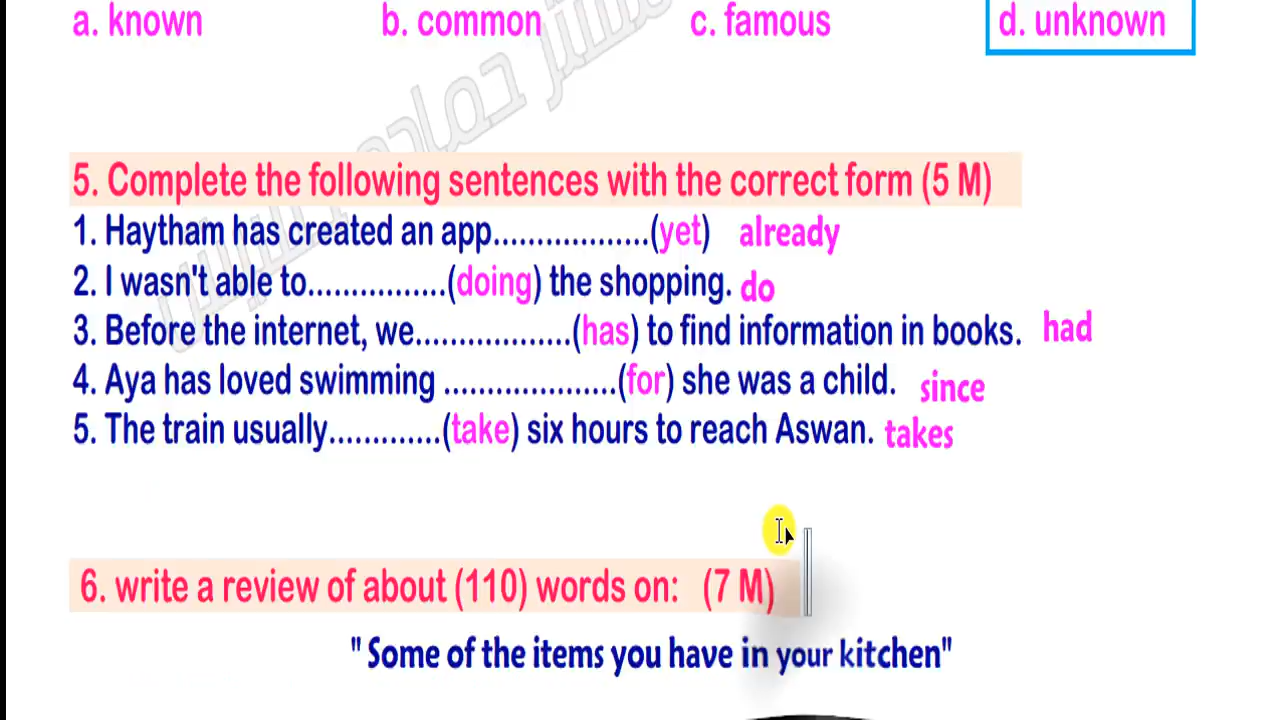 a. known b. common c. famous d. unknown
5. Complete the following sentences with the correct form (5 M)
1. Haytham has created an app..................(yet) already
2. I wasn't able to................(doing) the shopping. do
3. Before the internet, we..................(has) to find information in books. had
4. Aya has loved swimming ....................(for) she was a child. since
5. The train usually.............(take) six hours to reach Aswan. takes
6. write a review of about (110) words on: (7 M)
" Some of the items you have in your kitchen"